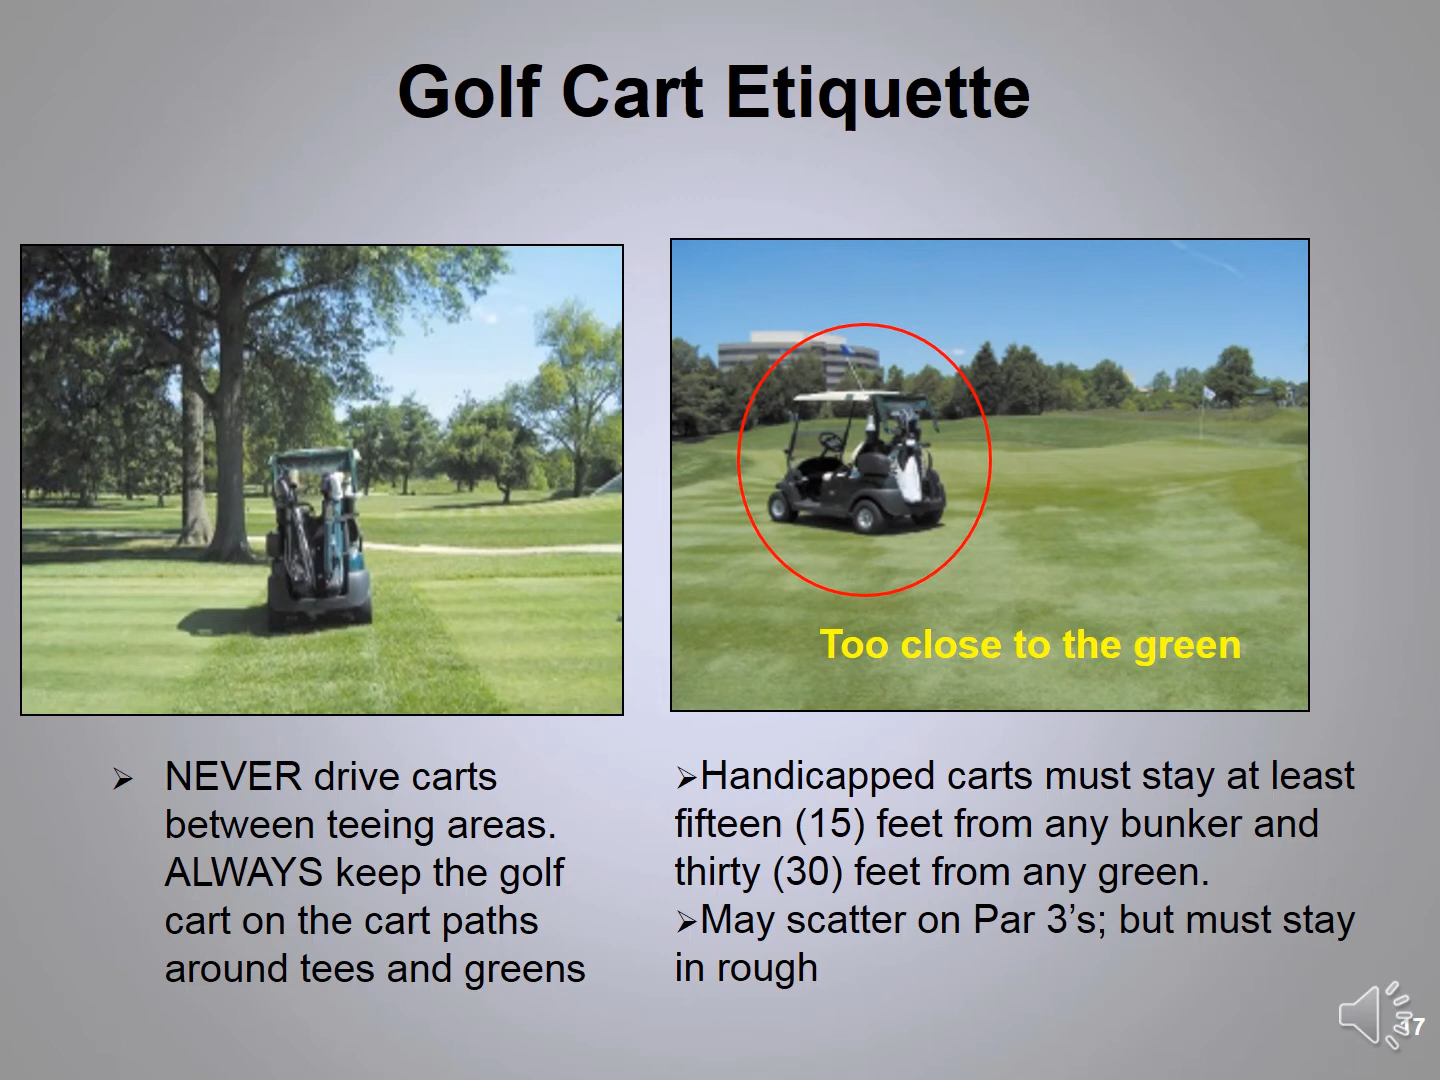 Golf Cart Etiquette
Too close to the green
➢ NEVER drive carts
between teeing areas.
ALWAYS keep the golf
cart on the cart paths
around tees and greens
➢Handicapped carts must stay at least
fifteen (15) feet from any bunker and
thirty (30) feet from any green.
➢May scatter on Par 3’s; but must stay
in rough
17